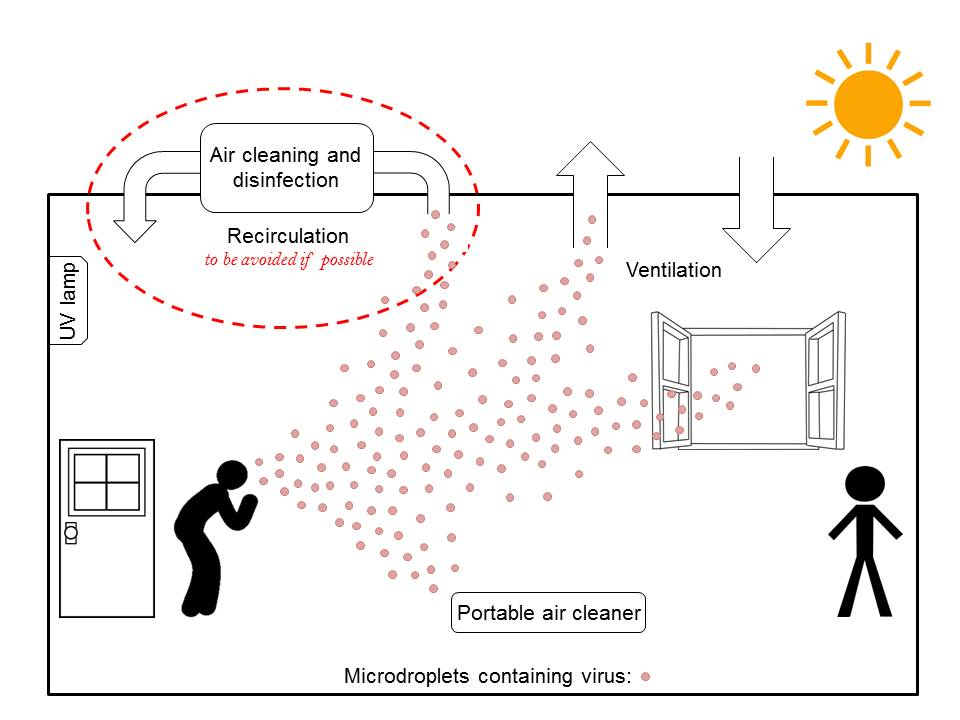 Air cleaning and
disinfection
Recirculation
to be avoided if possible
Ventilation
UV lamp
Portable air cleaner
Microdroplets containing virus: